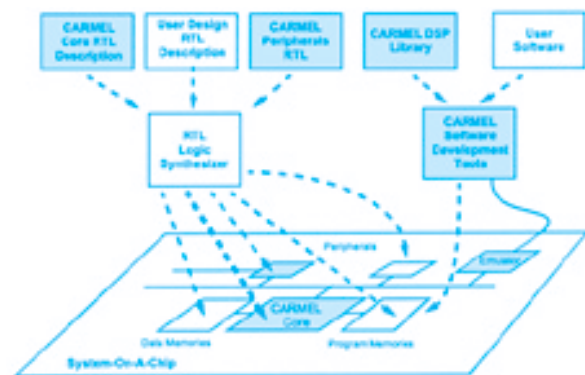 CARMEL
Core RTL
Description
User Design
RTL
Description
CARMEL
Peripherals
RTL
CARMEL DSP
Library
User
Software
RTL
Logic
Synthesizer
CARMEL
Software
Development
Tools
Peripherals
Emulator
CARMEL
Core
Data Memories
Program Memories
System-On-A-Chip